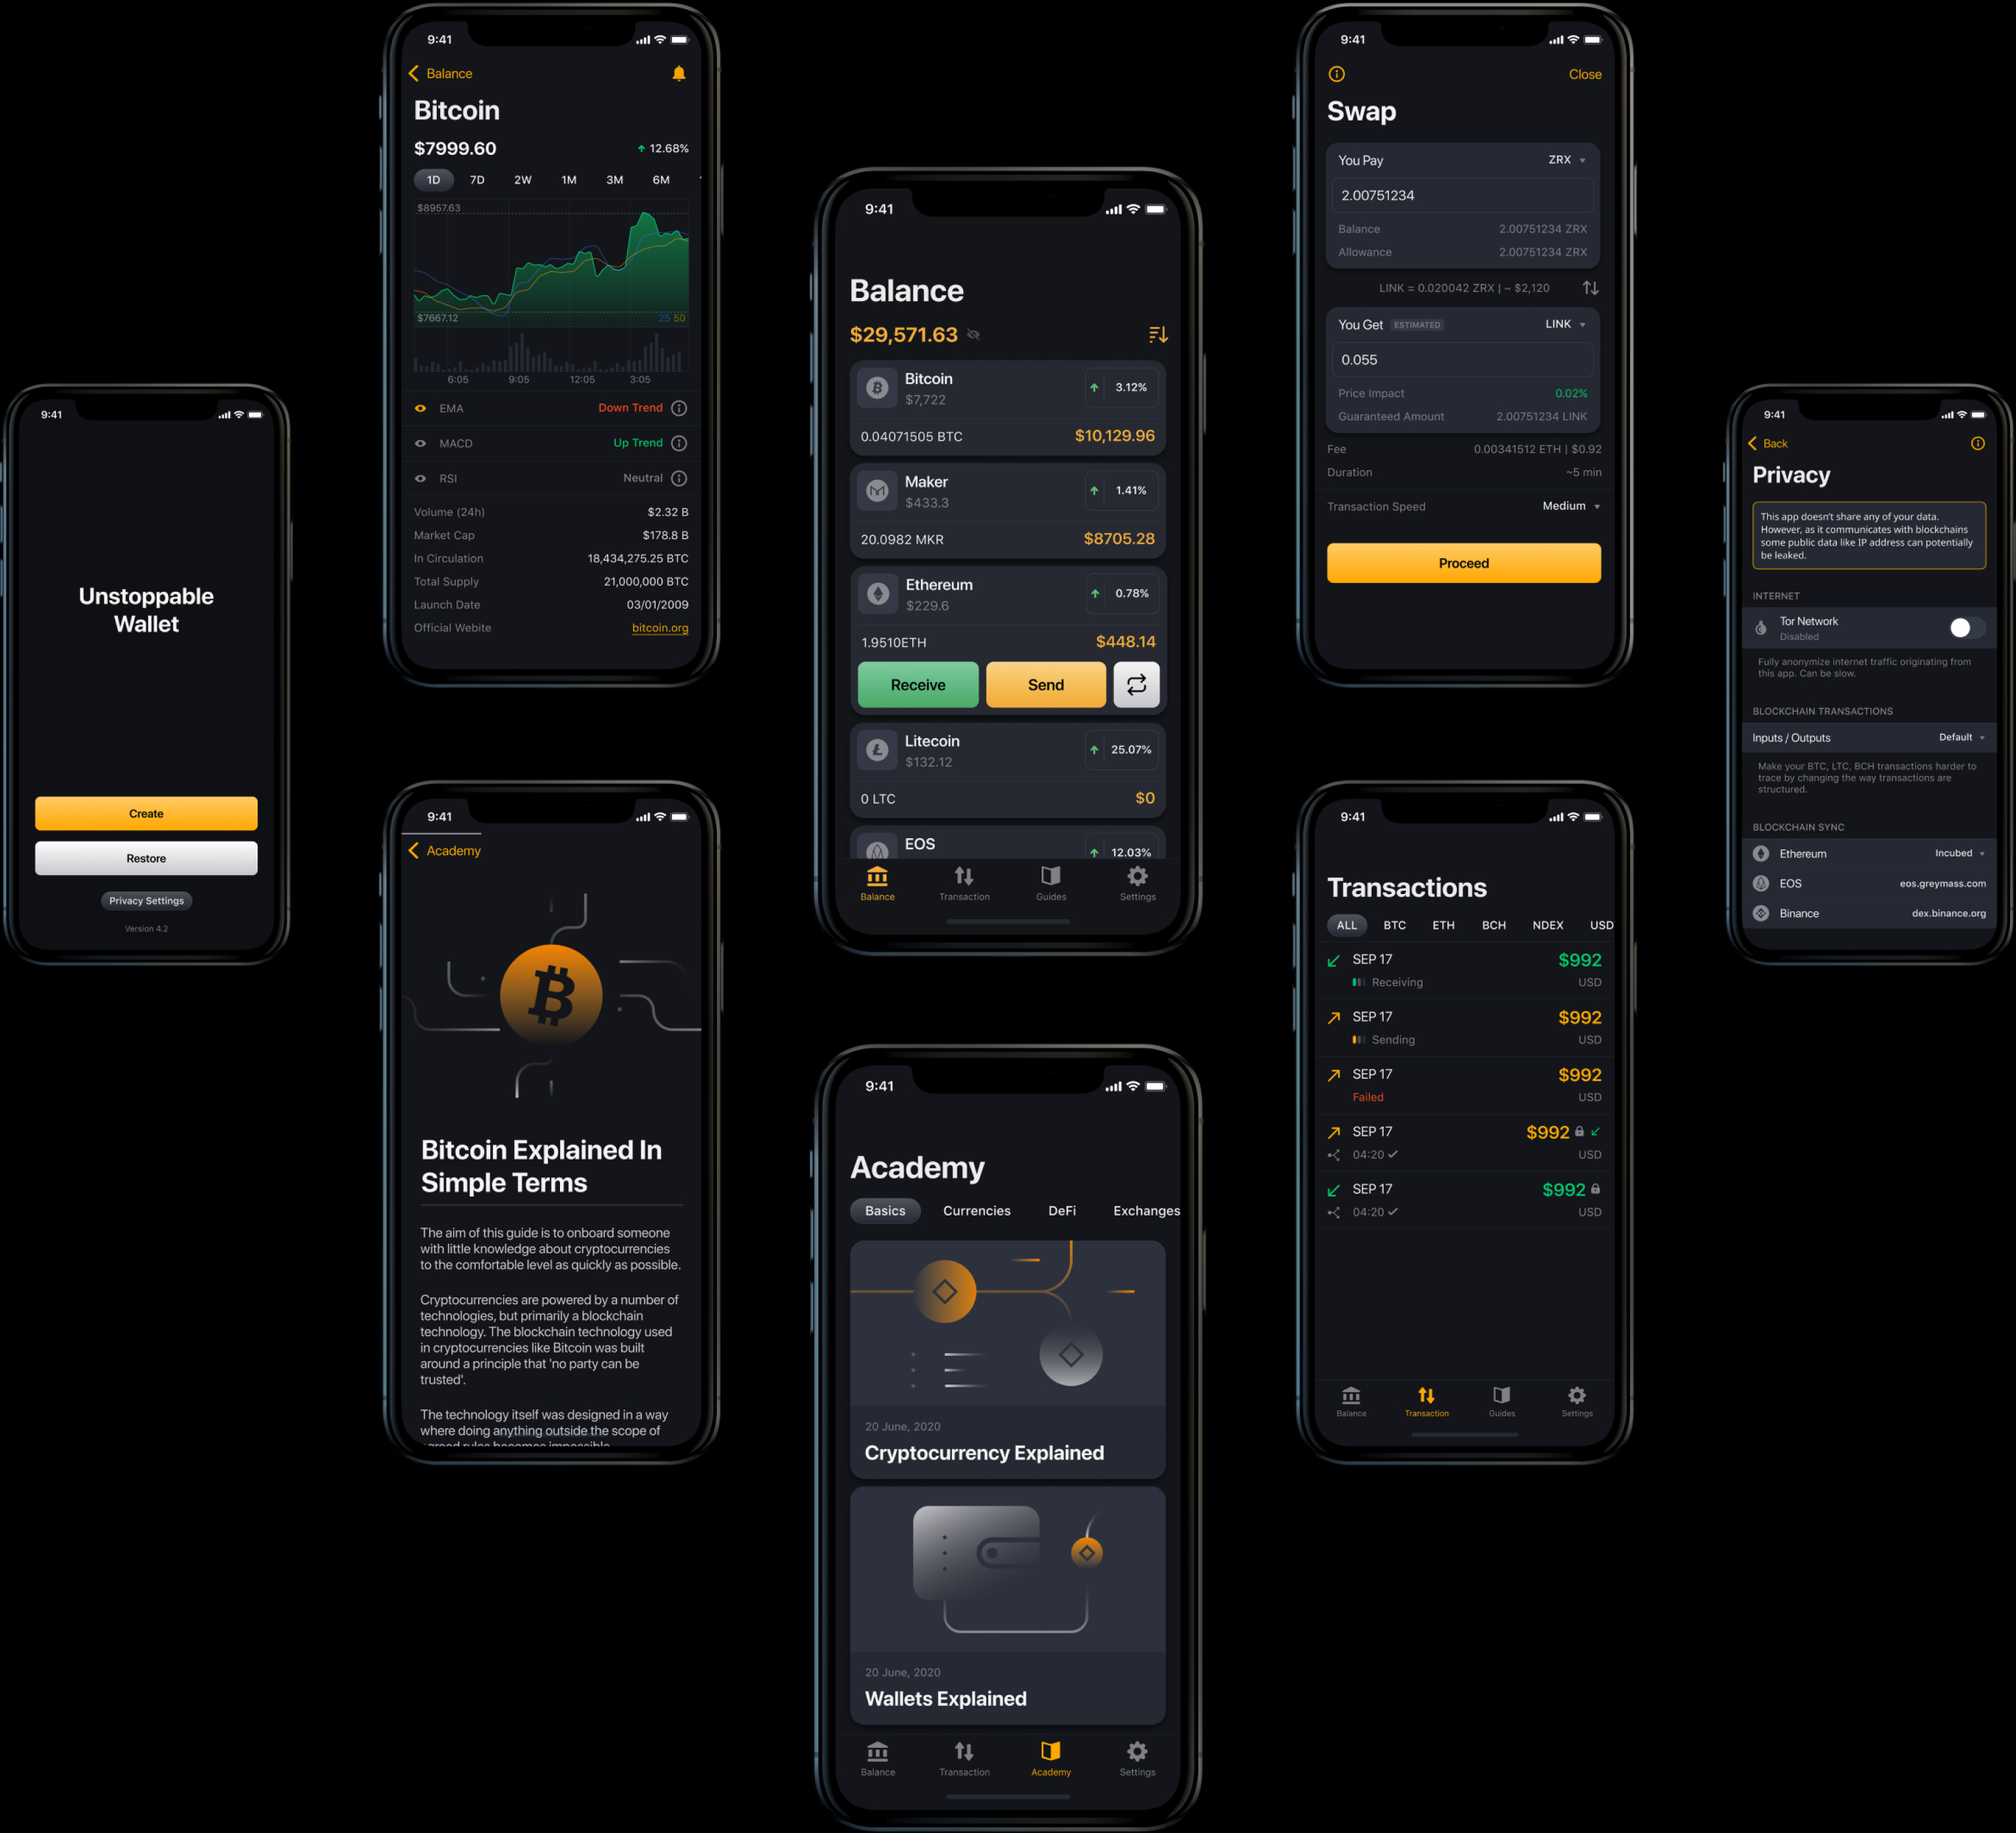 9:41
Unstoppable
Wallet
Create
Restore
Privacy Settings
Version 4.2
9:41
Balance
Bitcoin
$7999.60 12.68%
1D 7D 2W 1M 3M 6M
$8957.63
$7667.12 25 50
6:05 9:05 12:05 3:05
EMA Down Trend
MACD Up Trend
RSI Neutral
Volume (24h) $2.32 B
Market Cap $178.8 B
In Circulation 18,434,275.25 BTC
Total Supply 21,000,000 BTC
Launch Date 03/01/2009
Official Webite bitcoin.org
9:41
Academy
Bitcoin Explained In
Simple Terms
The aim of this guide is to onboard someone
with little knowledge about cryptocurrencies
to the comfortable level as quickly as possible.
Cryptocurrencies are powered by a number of
technologies, but primarily a blockchain
technology. The blockchain technology used
in cryptocurrencies like Bitcoin was built
around a principle that 'no party can be
trusted'.
The technology itself was designed in a way
where doing anything outside the scope of
9:41
Balance
$29,571.63
Bitcoin
$7,722
3.12%
0.04071505 BTC $10,129.96
Maker
$433.3
1.41%
20.0982 MKR $8705.28
Ethereum
$229.6
0.78%
1.9510ETH $448.14
Receive Send
Litecoin
$132.12
25.07%
0 LTC $0
EOS
12.03%
Balance Transaction Guides Settings
9:41
Academy
Basics Currencies DeFi Exchanges
20 June, 2020
Cryptocurrency Explained
20 June, 2020
Wallets Explained
Balance Transaction Academy Settings
9:41
Close
Swap
You Pay ZRX
2.00751234
Balance 2.00751234 ZRX
Allowance 2.00751234 ZRX
LINK = 0.020042 ZRX | ~ $2,120
You Get ESTIMATED LINK
0.055
Price Impact 0.02%
Guaranteed Amount 2.00751234 LINK
Fee 0.00341512 ETH | $0.92
Duration ~5 min
Transaction Speed Medium
Proceed
9:41
Transactions
ALL BTC ETH BCH NDEX USD
SEP 17 $992
Receiving USD
SEP 17 $992
Sending USD
SEP 17 $992
Failed USD
SEP 17 $992
04:20 USD
SEP 17 $992
04:20 USD
Balance Transaction Guides Settings
9:41
Back
Privacy
This app doesn't share any of your data.
However, as it communicates with blockchains
some public data like IP address can potentially
be leaked.
INTERNET
Tor Network
Disabled
Fully anonymize internet traffic originating from
this app. Can be slow.
BLOCKCHAIN TRANSACTIONS
Inputs / Outputs Default
Make your BTC, LTC, BCH transactions harder to
trace by changing the way transactions are
structured.
BLOCKCHAIN SYNC
Ethereum Incubed
EOS eos.greymass.com
Binance dex.binance.org